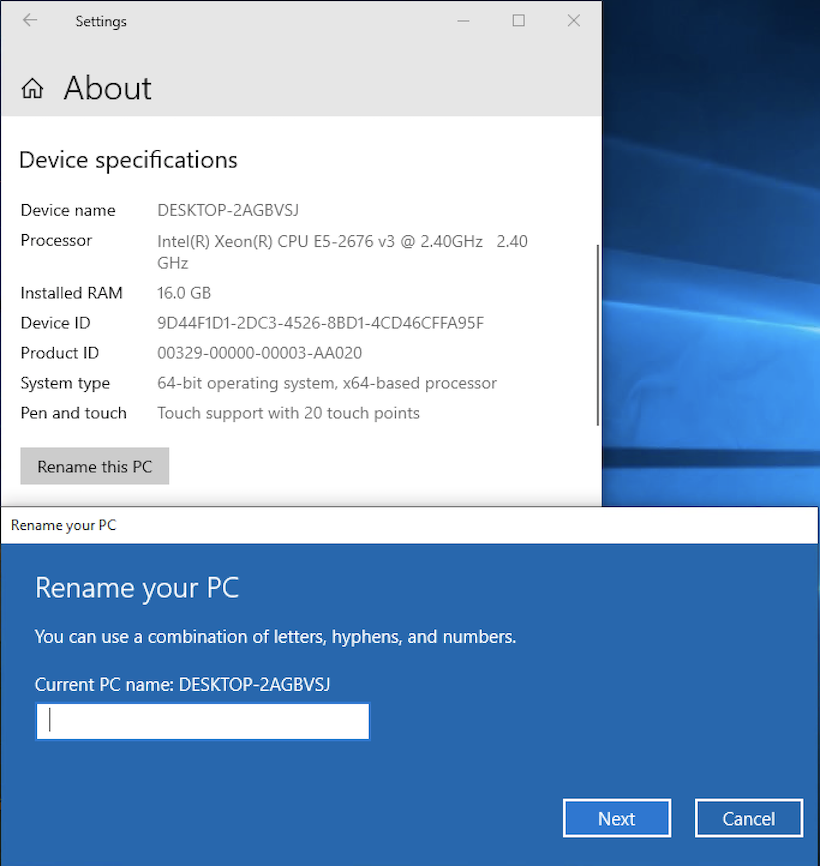 Settings
About
Device specifications
Device name DESKTOP-2AGBVSJ
Processor Intel(R) Xeon(R) CPU E5-2676 v3 @ 2.40GHz 2.40
GHz
Installed RAM 16.0 GB
Device ID 9D44F1D1-2DC3-4526-8BD1-4CD46CFFA95F
Product ID 00329-00000-00003-AA020
System type 64-bit operating system, x64-based processor
Pen and touch Touch support with 20 touch points
Rename this PC
Rename your PC
Rename your PC
You can use a combination of letters, hyphens, and numbers.
Current PC name: DESKTOP-2AGBVSJ
Next Cancel